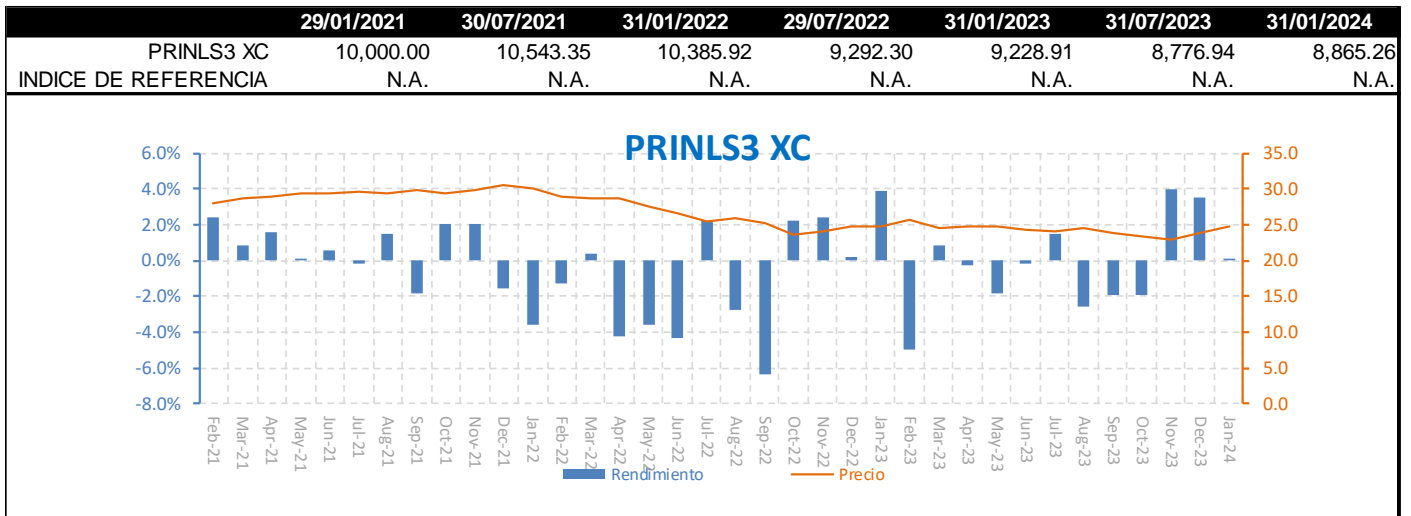 29/01/2021 30/07/2021 31/01/2022 29/07/2022 31/01/2023 31/07/2023 31/01/2024
PRINLS3 XC 10,000.00 10,543.35 10,385.92 9,292.30 9,228.91 8,776.94 8,865.26
INDICE DE REFERENCIA N.A. N.A. N.A. N.A. N.A. N.A. N.A.
PRINLS3 XC
6.0% 35.0
4.0% 30.0
2.0% 25.0
0.0% 20.0
-2.0% 15.0
-4.0% 10.0
-6.0% 5.0
-8.0% 0.0
Feb-21 Mar-21 Apr-21 May-21 Jun-21 Jul-21 Aug-21 Sep-21 Oct-21 Nov-21 Dec-21 Jan-22 Feb-22 Mar-22 Apr-22 May-22 Jun-22 Jul-22 Aug-22 Sep-22 Oct-22 Nov-22 Dec-22 Jan-23 Feb-23 Mar-23 Apr-23 May-23 Jun-23 Jul-23 Aug-23 Sep-23 Oct-23 Nov-23 Dec-23 Jan-24
Rendimiento Precio